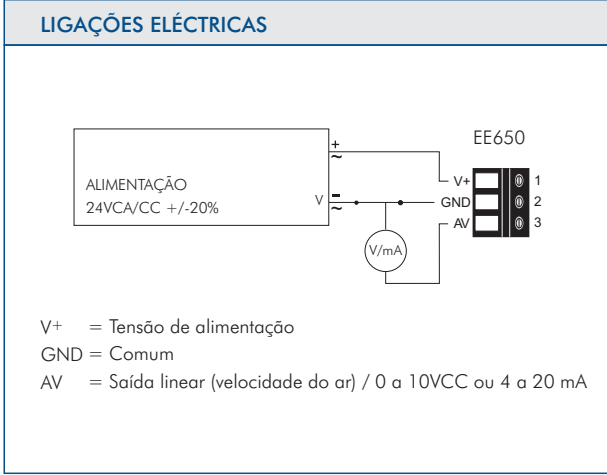 LIGAÇÕES ELÉCTRICAS
EE650
+
~
ALIMENTAÇÃO
24VCA/CC +/-20%
V
-
~
V+ 1
GND 2
AV 3
V/mA
V+ = Tensão de alimentação
GND = Comum
AV = Saída linear (velocidade do ar) / 0 a 10VCC ou 4 a 20 mA